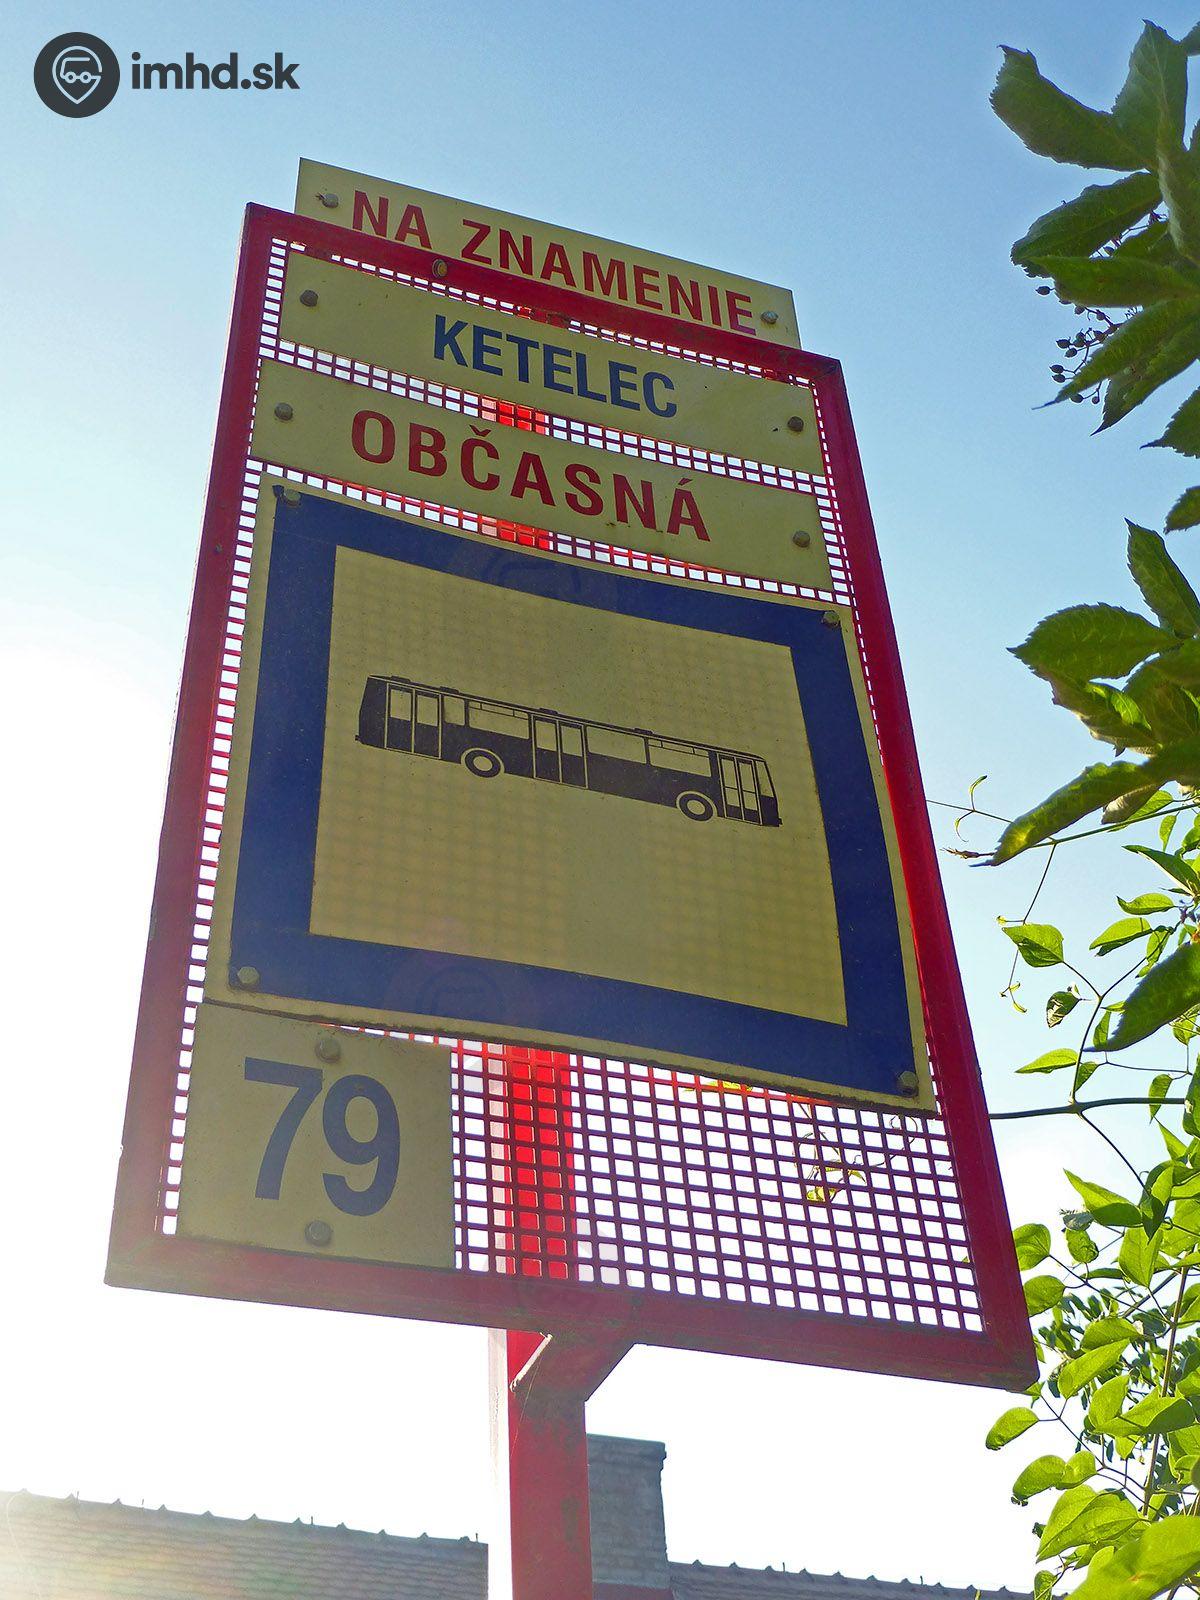 imhd.sk
NA ZNAMENIE
KETELEC
OBČASNÁ
79